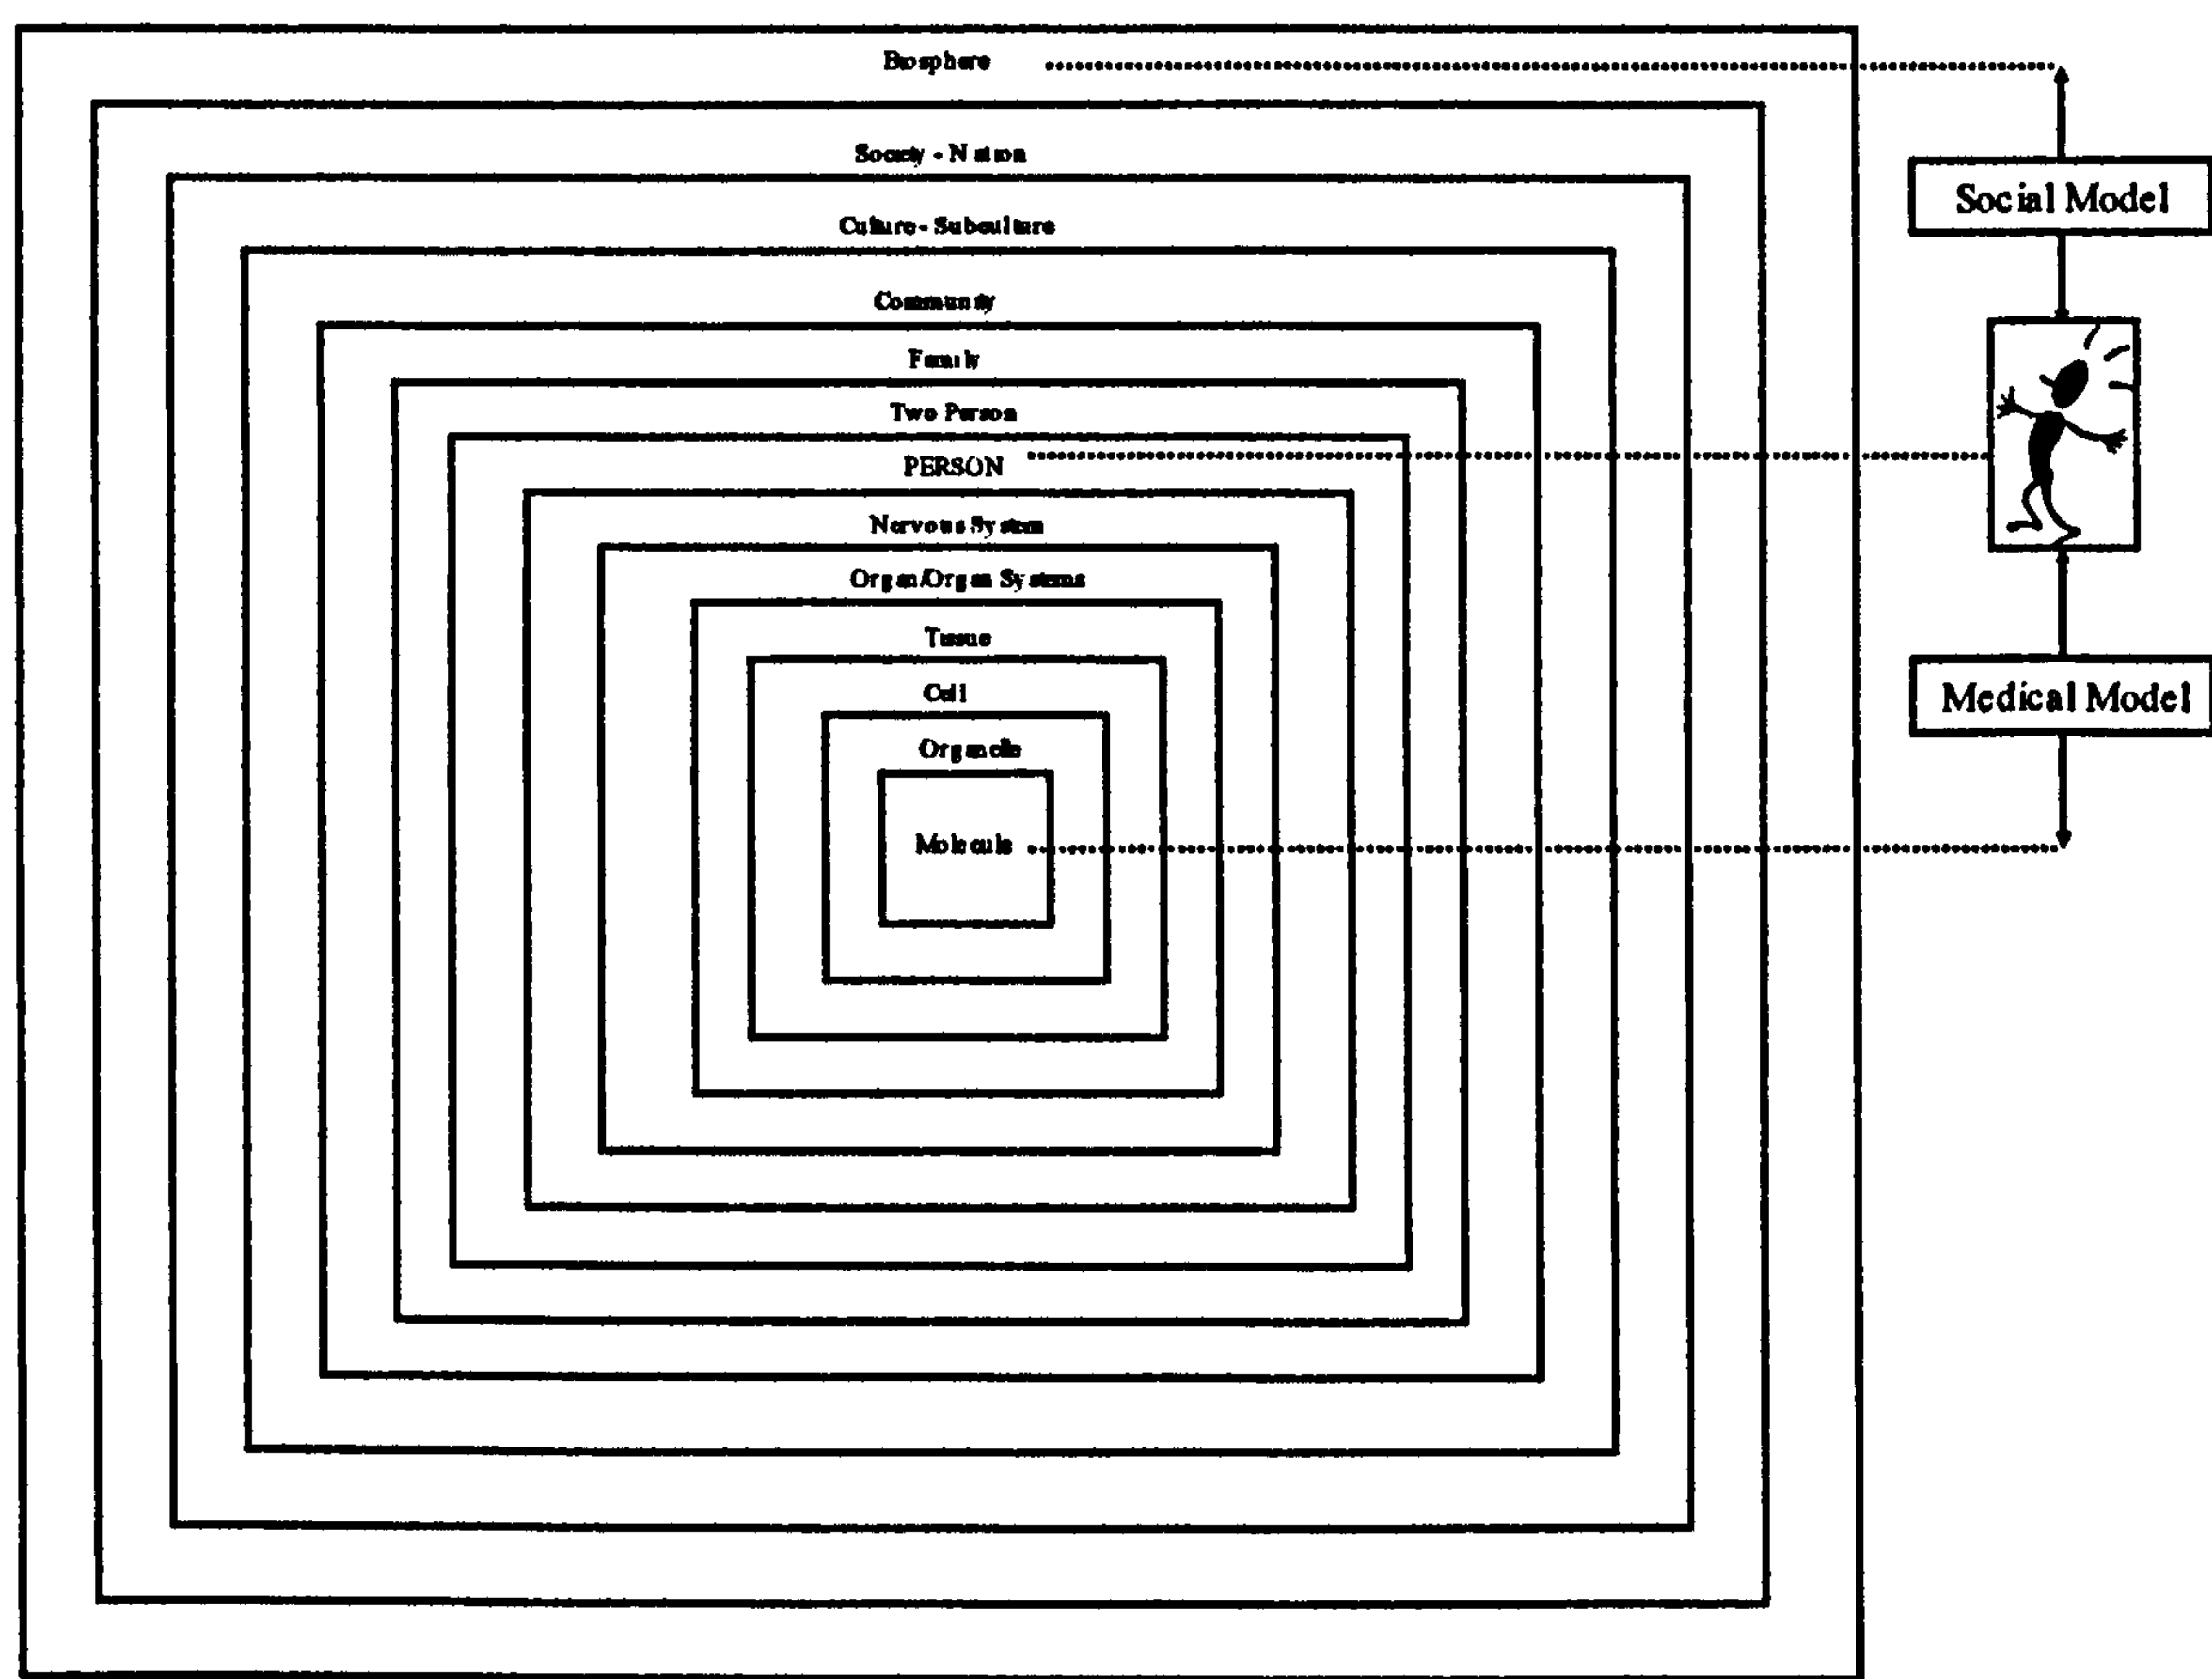 Biosphere
Society - Nation
Social Model
Culture - Subculture
Community
Family
Two Person
PERSON
Nervous System
Organ/Organ Systems
Tissue
Cell
Medical Model
Organelle
Molecule